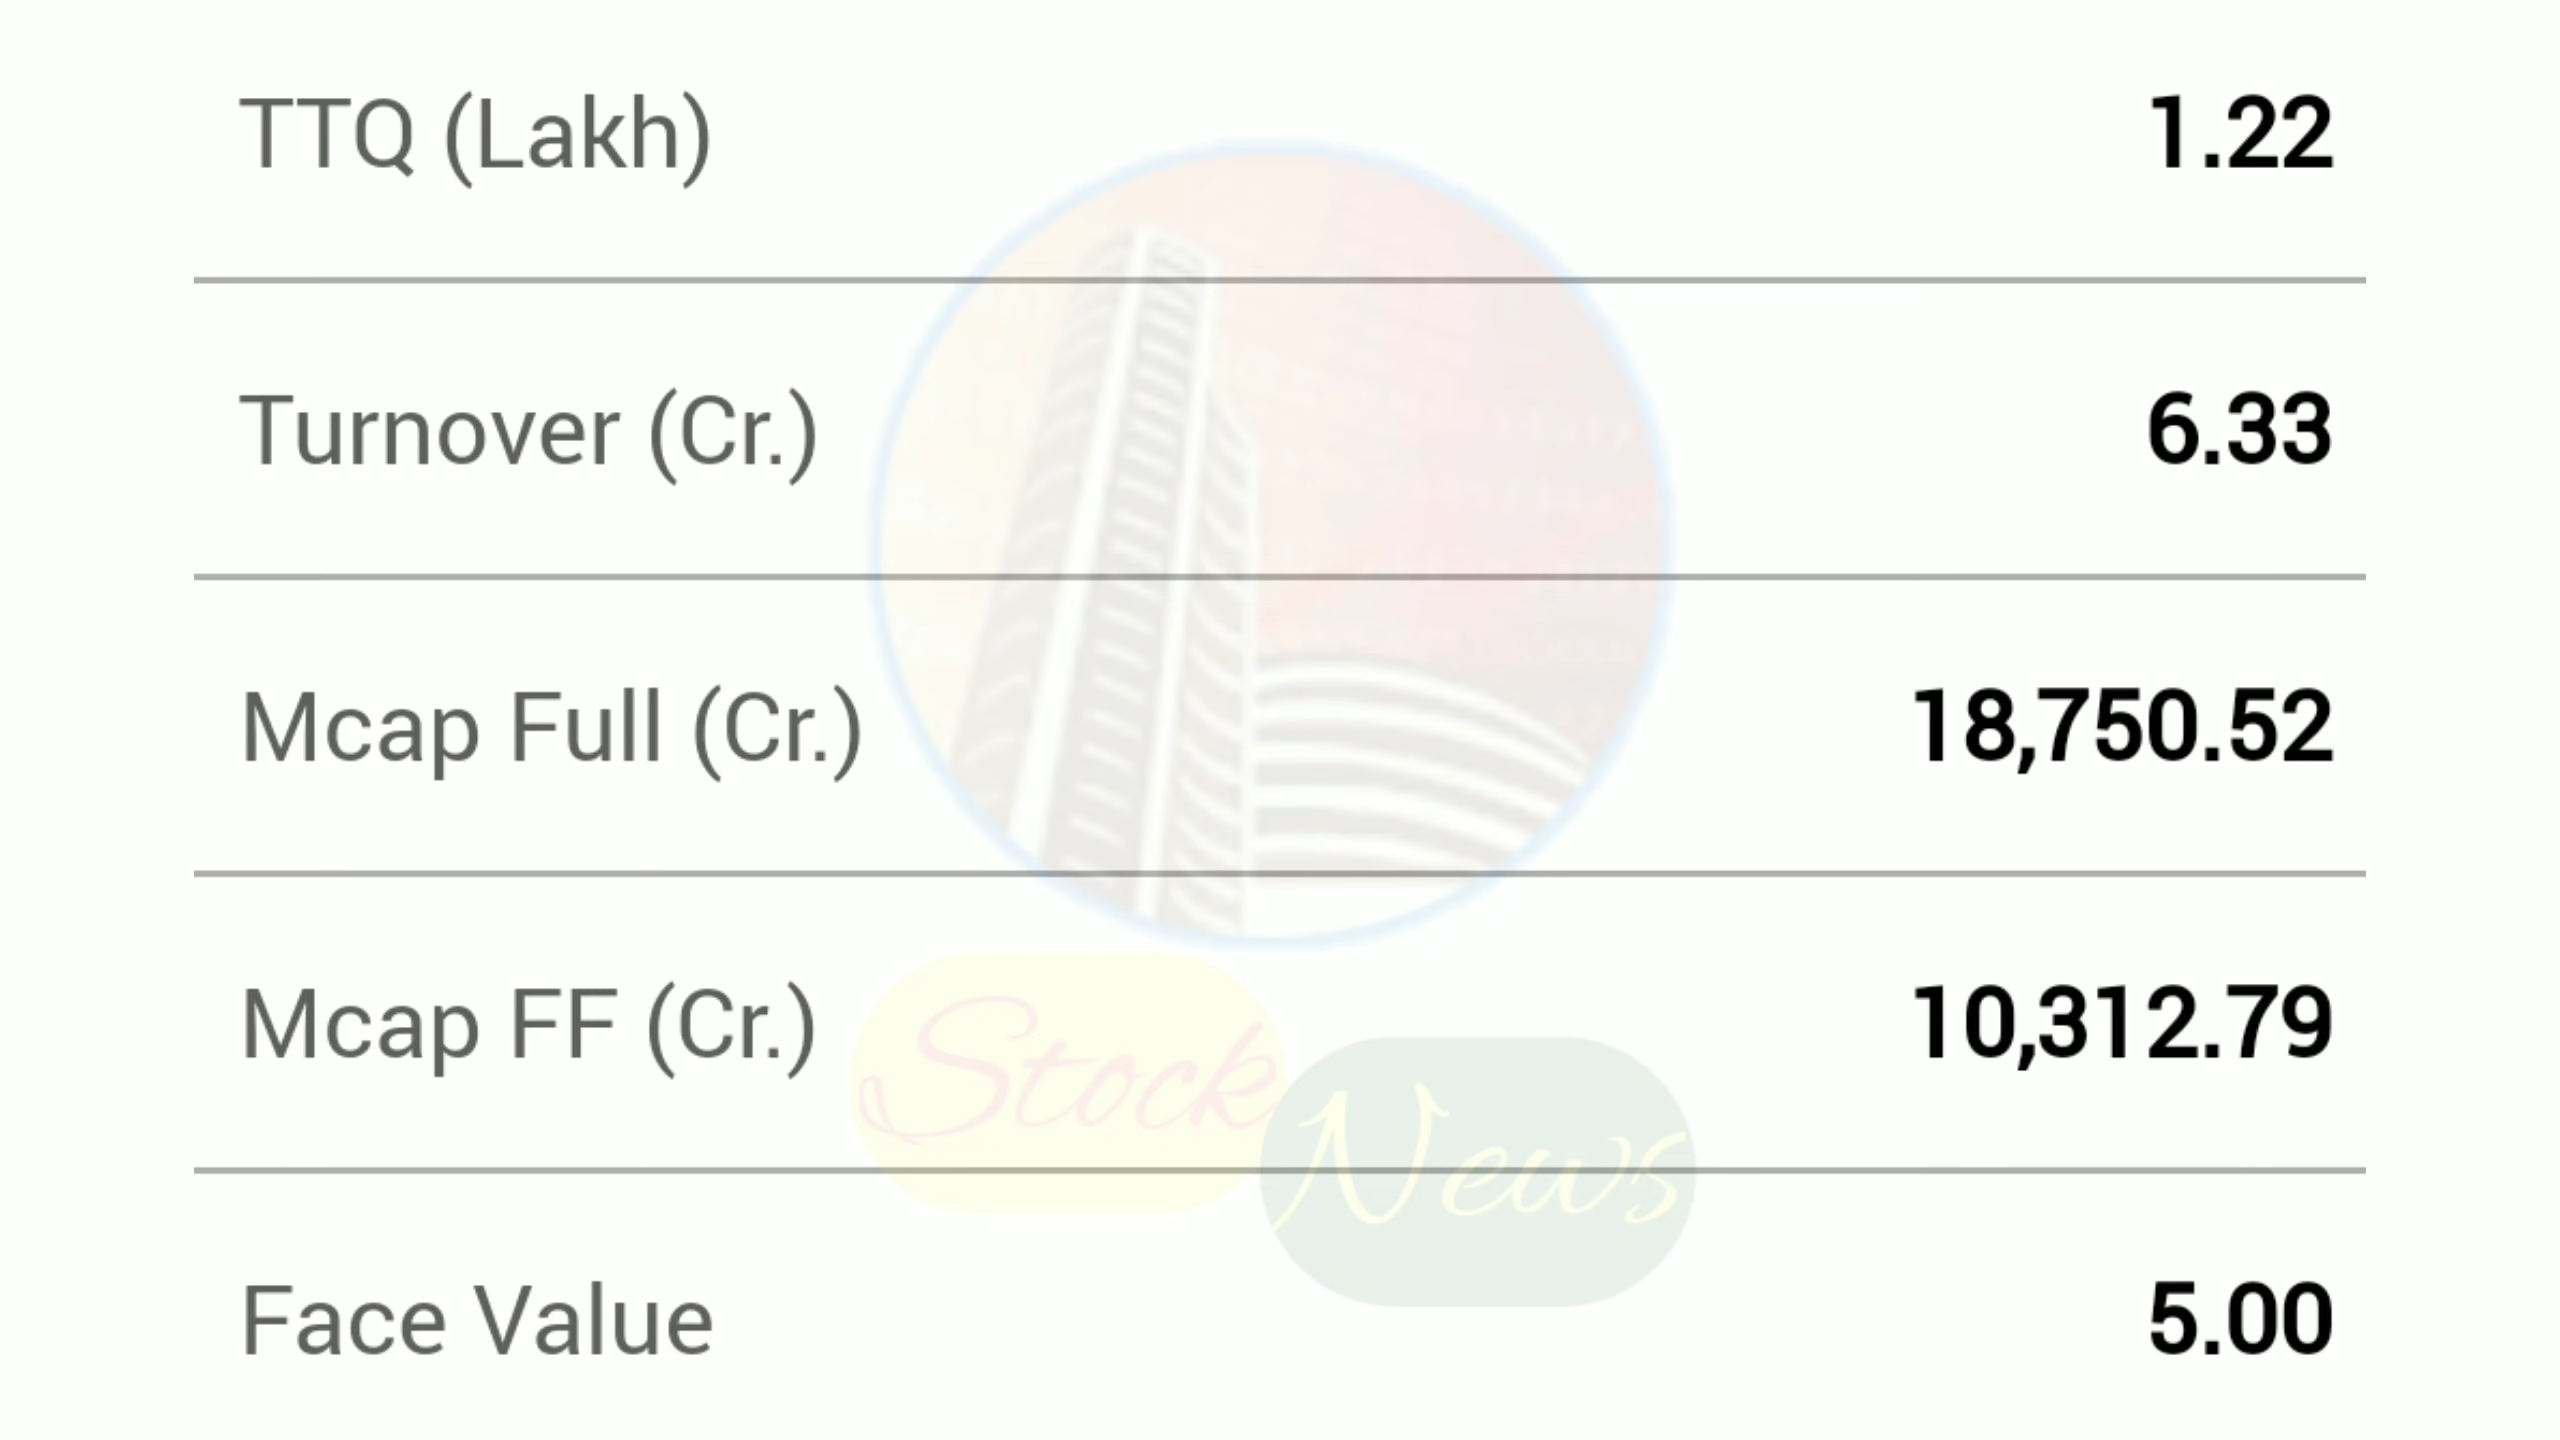 TTQ (Lakh) 1.22
Turnover (Cr.) 6.33
Mcap Full (Cr.) 18,750.52
Mcap FF (Cr.) 10,312.79
Stock
News
Face Value 5.00